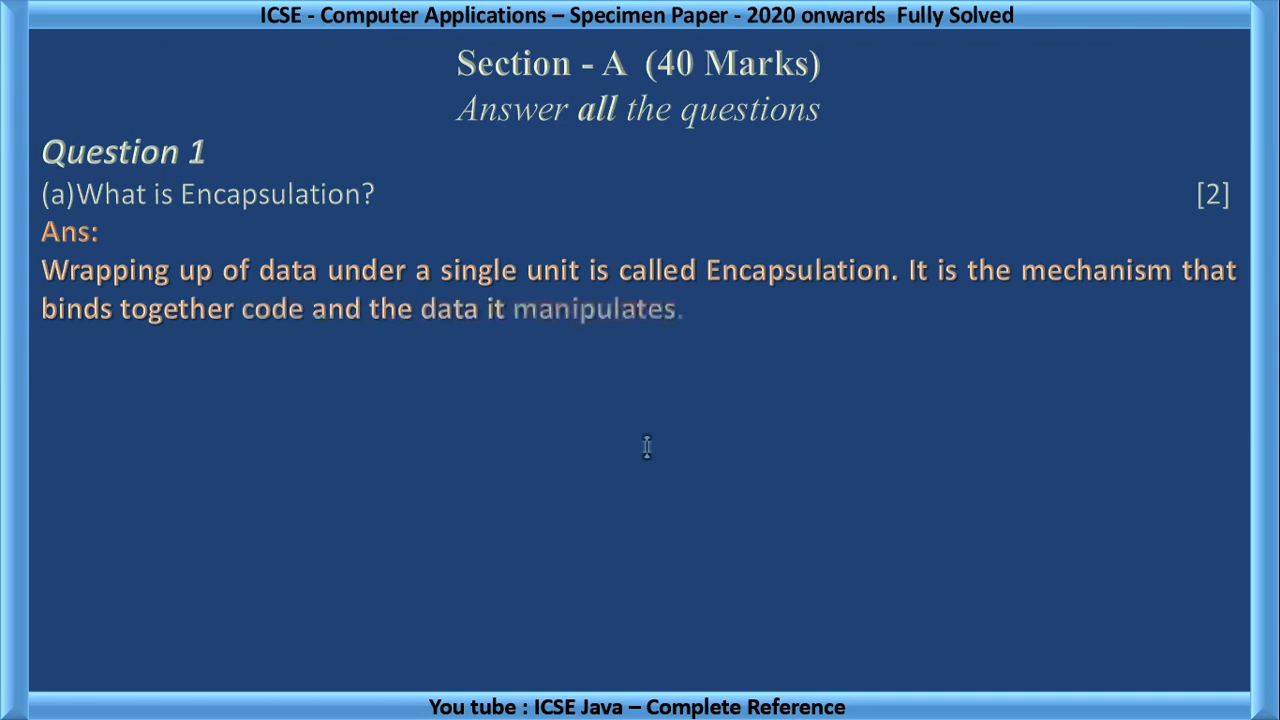 ICSE - Computer Applications – Specimen Paper - 2020 onwards  Fully Solved
Section - A  (40 Marks)
Answer all the questions
Question 1
(a)What is Encapsulation? [2]
Ans:
Wrapping up of data under a single unit is called Encapsulation. It is the mechanism that
binds together code and the data it manipulates.
You tube : ICSE Java – Complete Reference